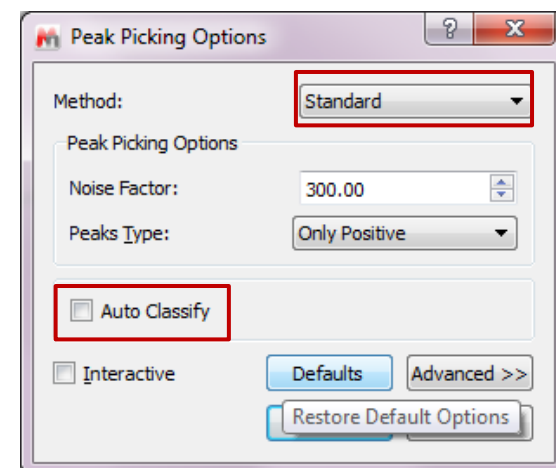 Peak Picking Options
Method: Standard
Peak Picking Options
Noise Factor: 300.00
Peaks Type: Only Positive
Auto Classify
Interactive Defaults Advanced >>
Restore Default Options